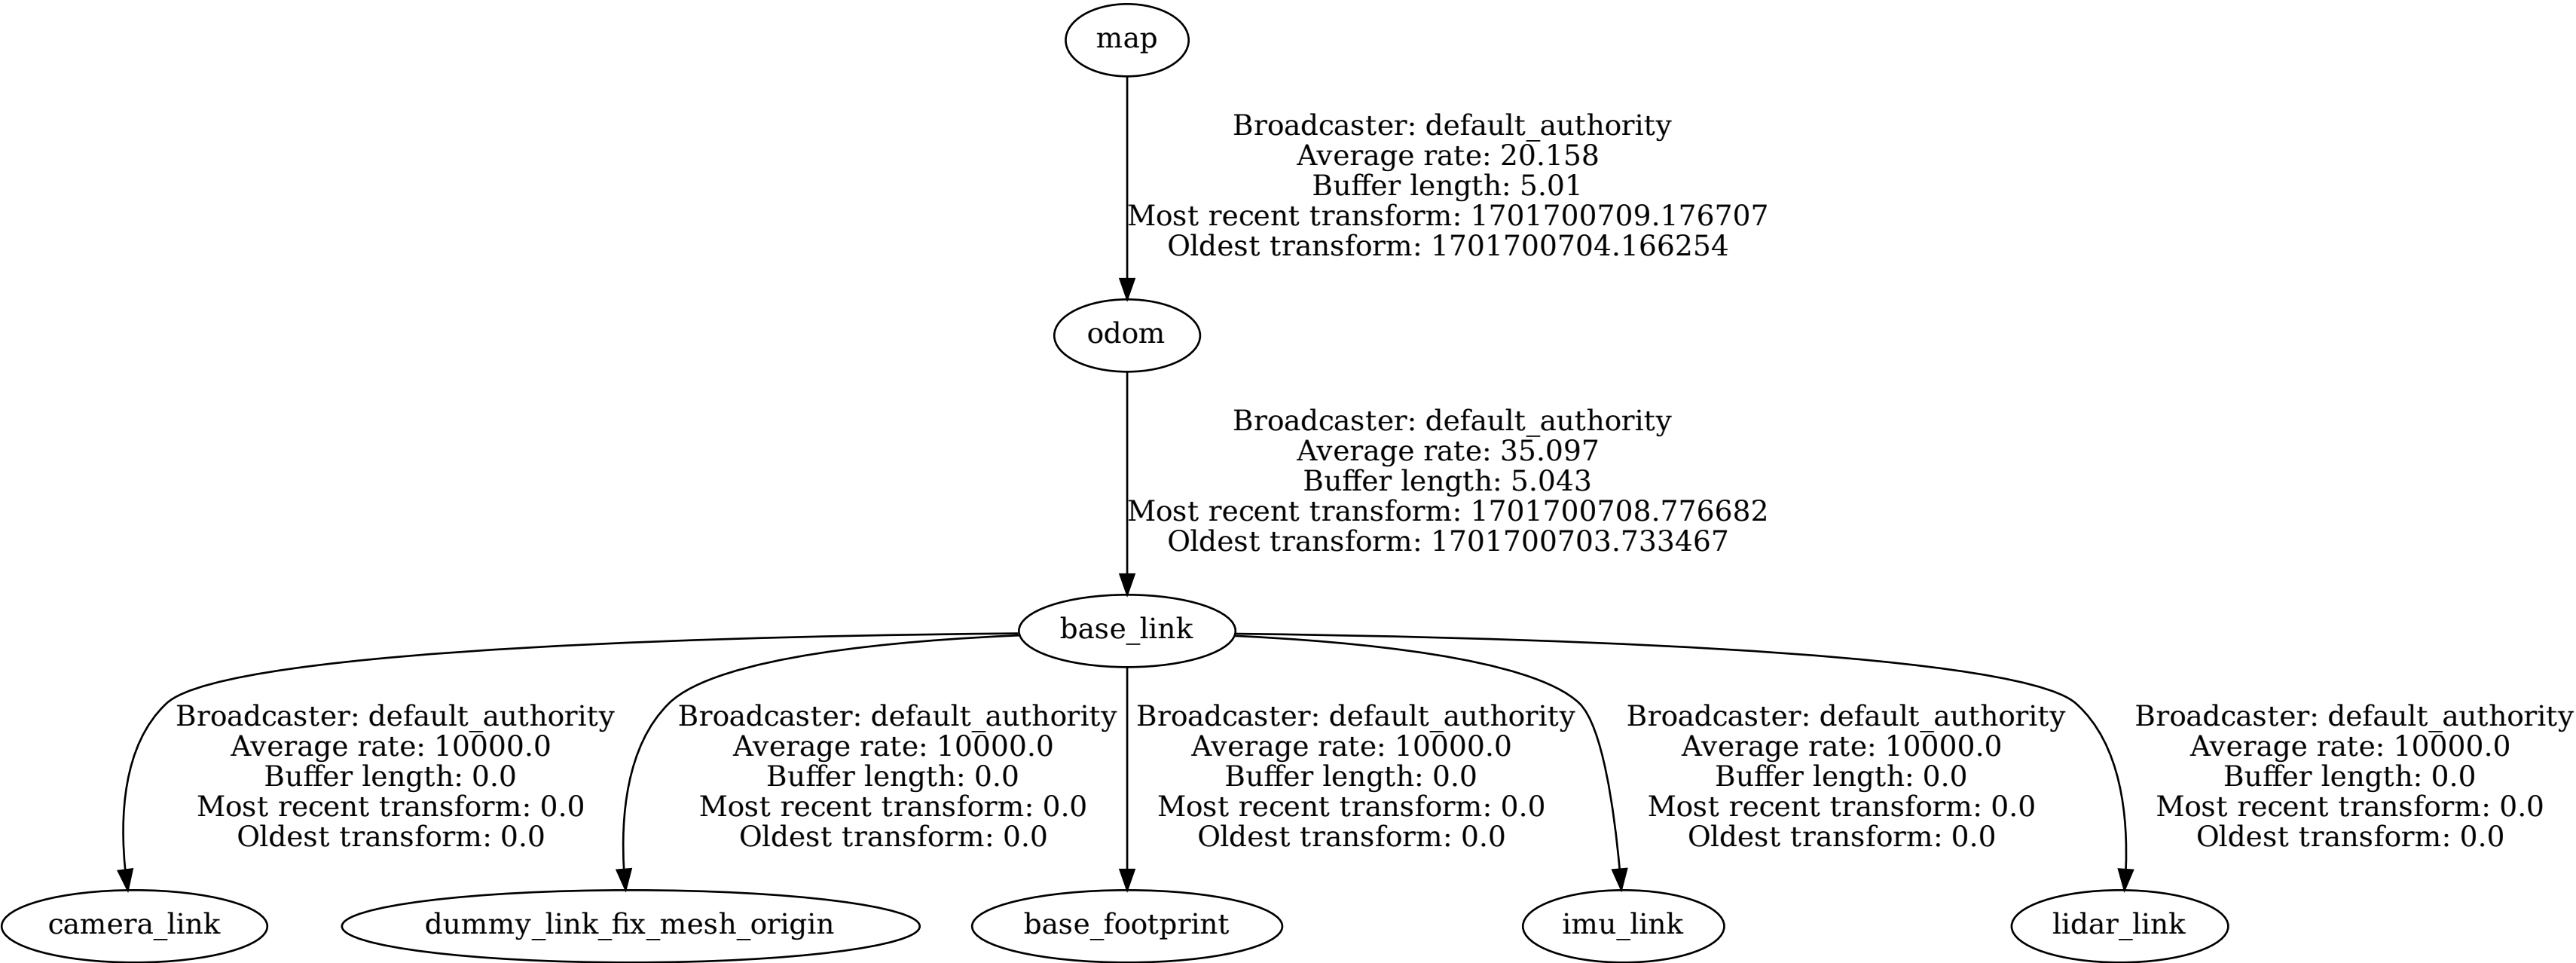 map
Broadcaster: default_authority
Average rate: 20.158
Buffer length: 5.01
Most recent transform: 1701700709.176707
Oldest transform: 1701700704.166254
odom
Broadcaster: default_authority
Average rate: 35.097
Buffer length: 5.043
Most recent transform: 1701700708.776682
Oldest transform: 1701700703.733467
base_link
Broadcaster: default_authority
Average rate: 10000.0
Buffer length: 0.0
Most recent transform: 0.0
Oldest transform: 0.0
Broadcaster: default_authority
Average rate: 10000.0
Buffer length: 0.0
Most recent transform: 0.0
Oldest transform: 0.0
Broadcaster: default_authority
Average rate: 10000.0
Buffer length: 0.0
Most recent transform: 0.0
Oldest transform: 0.0
Broadcaster: default_authority
Average rate: 10000.0
Buffer length: 0.0
Most recent transform: 0.0
Oldest transform: 0.0
Broadcaster: default_authority
Average rate: 10000.0
Buffer length: 0.0
Most recent transform: 0.0
Oldest transform: 0.0
camera_link
dummy_link_fix_mesh_origin
base_footprint
imu_link
lidar_link